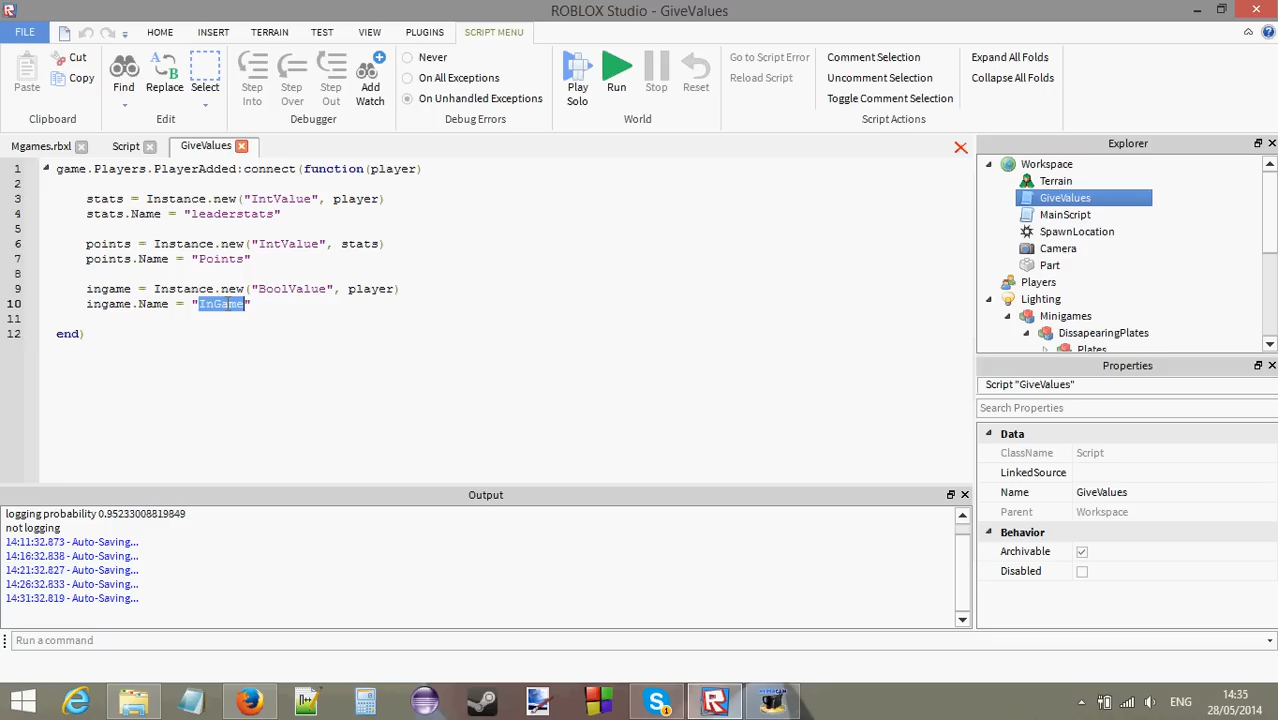 ROBLOX Studio - GiveValues
FILE HOME INSERT TERRAIN TEST VIEW PLUGINS SCRIPT MENU
Paste Cut Copy
Clipboard
Find Replace Select
Edit
Step Into Step Over Step Out Add Watch
Debugger
Never
On All Exceptions
On Unhandled Exceptions
Debug Errors
Play Solo Run Stop Reset
World
Go to Script Error
Reload Script
Comment Selection
Uncomment Selection
Toggle Comment Selection
Expand All Folds
Collapse All Folds
Script Actions
Mgames.rbxl Script GiveValues
1 game.Players.PlayerAdded:connect(function(player)
2
3 stats = Instance.new("IntValue", player)
4 stats.Name = "leaderstats"
5
6 points = Instance.new("IntValue", stats)
7 points.Name = "Points"
8
9 ingame = Instance.new("BoolValue", player)
10 ingame.Name = "InGame"
11
12 end)
Explorer
Workspace
Terrain
GiveValues
MainScript
SpawnLocation
Camera
Part
Players
Lighting
Minigames
DissapearingPlates
Plates
Properties
Script "GiveValues"
Search Properties
Data
ClassName Script
LinkedSource
Name GiveValues
Parent Workspace
Behavior
Archivable
Disabled
Output
logging probability 0.95233008819849
not logging
14:11:32.873 - Auto-Saving...
14:16:32.838 - Auto-Saving...
14:21:32.827 - Auto-Saving...
14:26:32.833 - Auto-Saving...
14:31:32.819 - Auto-Saving...
Run a command
HYPERCAM
ENG
14:35
28/05/2014